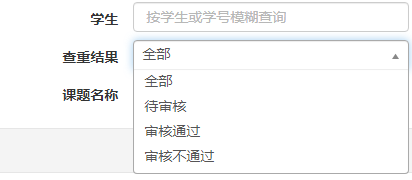 学生 按学生或学号模糊查询
查重结果 全部
全部
课题名称 待审核
审核通过
审核不通过